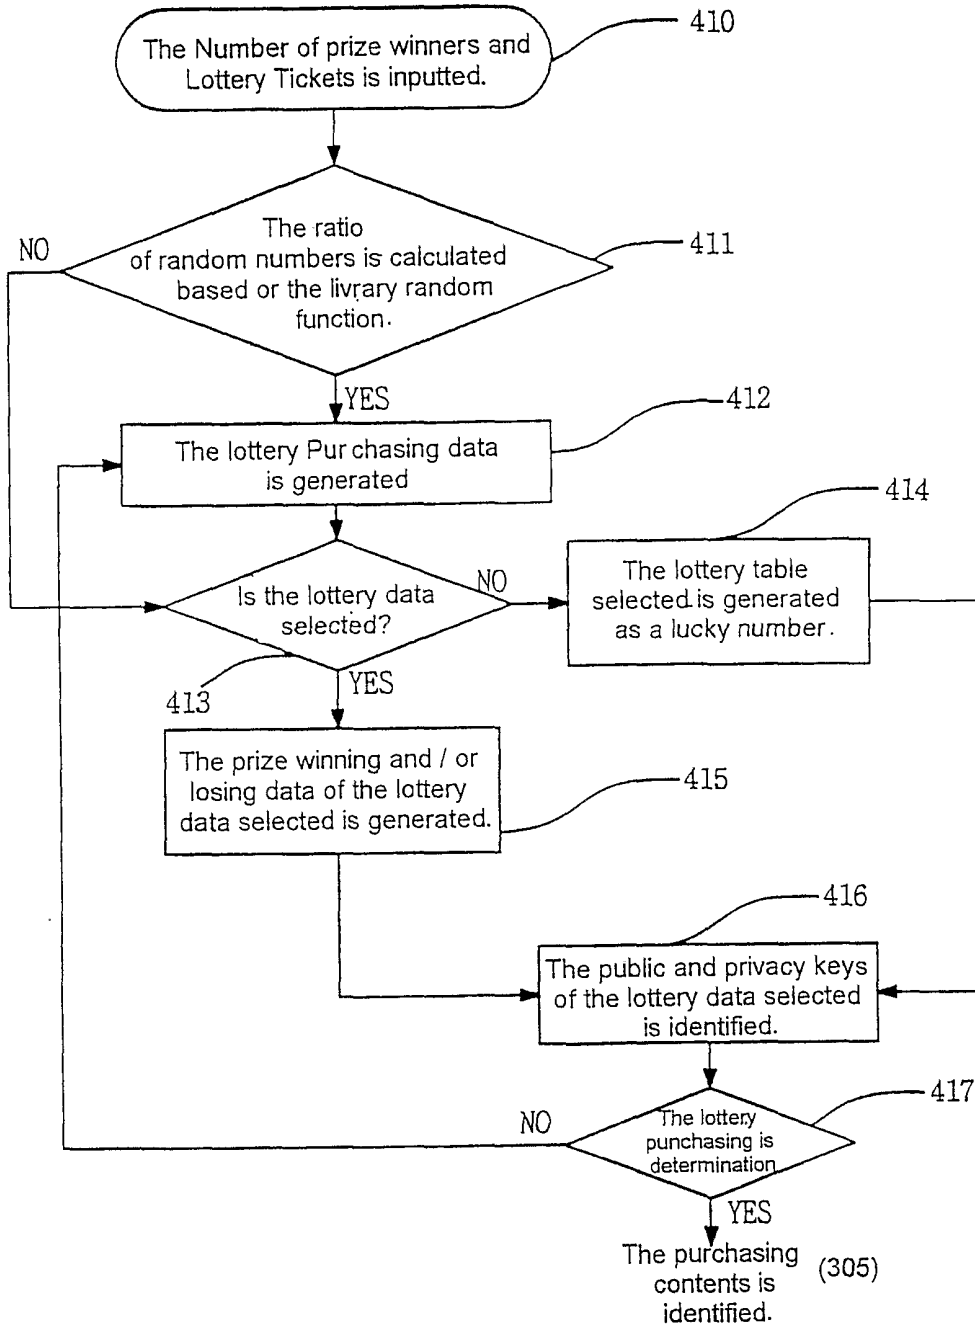 The Number of prize winners and
Lottery Tickets is inputted.
410
The ratio
of random numbers is calculated
based or the livrary random
function.
411
NO
YES
412
The lottery Purchasing data
is generated
414
Is the lottery data
selected?
NO
The lottery table
selected is generated
as a lucky number.
413
YES
The prize winning and / or
losing data of the lottery
data selected is generated.
415
416
The public and privacy keys
of the lottery data selected
is identified.
417
NO
The lottery
punchasing is
determination
YES
The purchasing
contents is
identified.
(305)